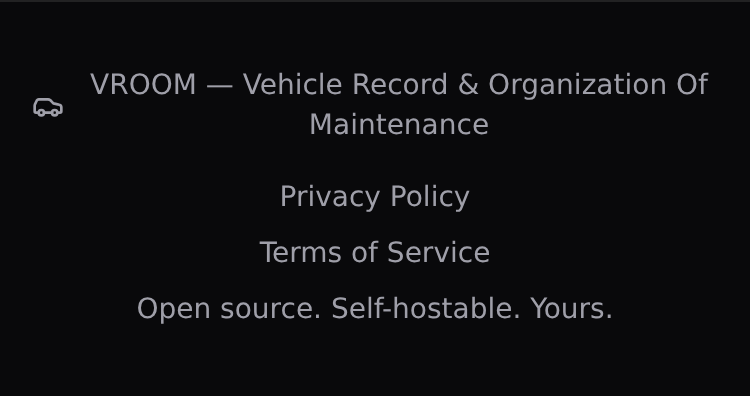 VROOM — Vehicle Record & Organization Of
Maintenance
Privacy Policy
Terms of Service
Open source. Self-hostable. Yours.